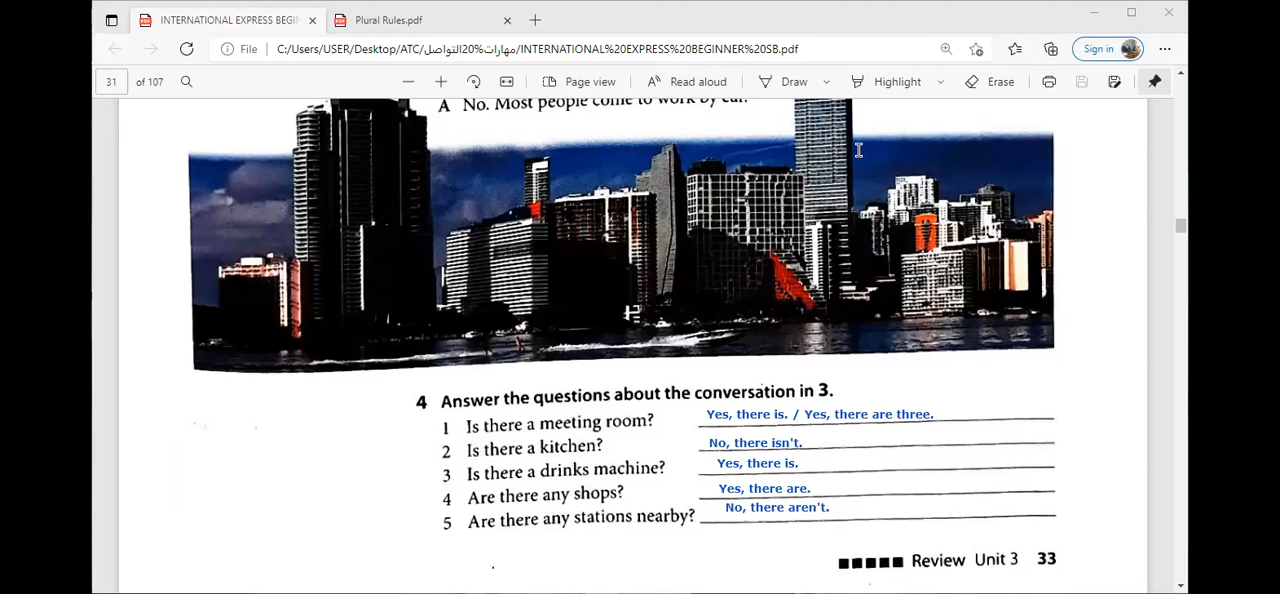 INTERNATIONAL EXPRESS BEGI
Plural Rules.pdf
File
C:/Users/USER/Desktop/ATC/مهارات%20التواصل/INTERNATIONAL%20EXPRESS%20BEGINNER%20SB.pdf
Sign in
31 of 107
Page view
Read aloud
Draw
Highlight
Erase
A No. Most people come to work by car.
4 Answer the questions about the conversation in 3.
1 Is there a meeting room? Yes, there is. / Yes, there are three.
2 Is there a kitchen? No, there isn't.
3 Is there a drinks machine? Yes, there is.
4 Are there any shops? Yes, there are.
5 Are there any stations nearby? No, there aren't.
Review Unit 3 33